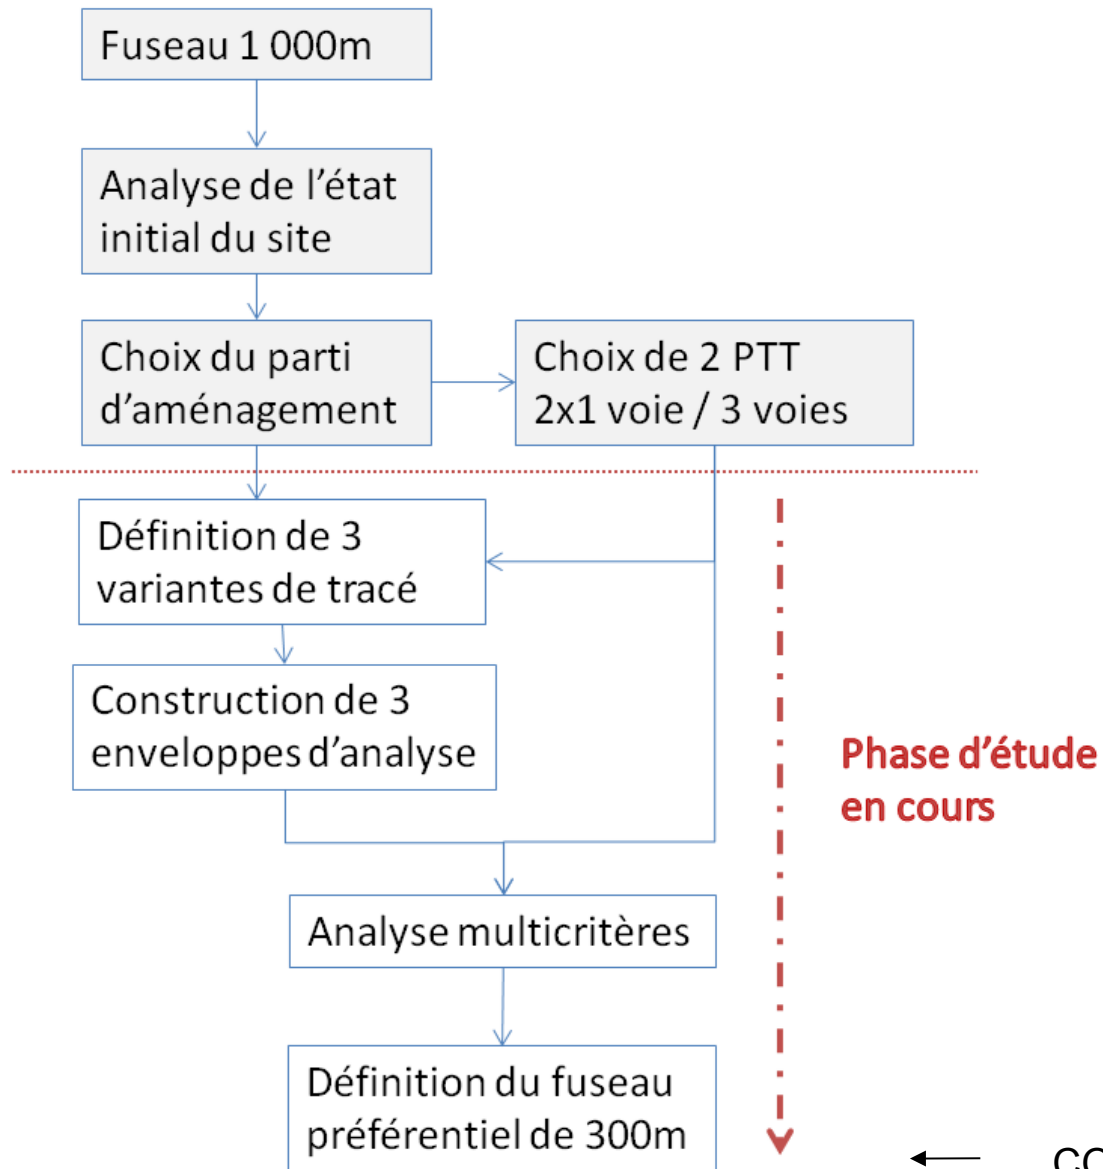 Fuseau 1 000m
Analyse de l’état
initial du site
Choix du parti
d’aménagement
Choix de 2 PTT
2x1 voie / 3 voies
Définition de 3
variantes de tracé
Construction de 3
enveloppes d’analyse
Phase d’étude
en cours
Analyse multicritères
Définition du fuseau
préférentiel de 300m